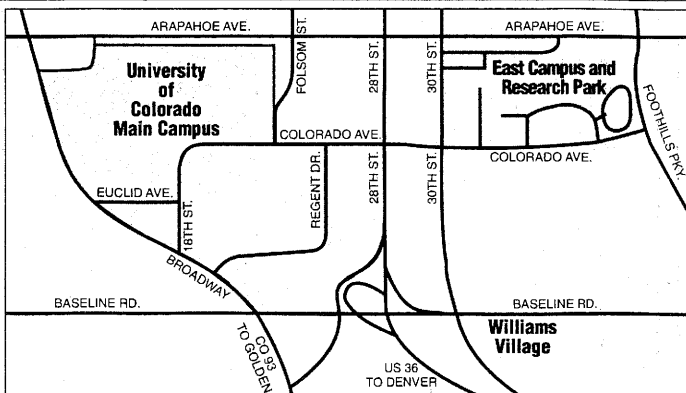 ARAPAHOE AVE.
ARAPAHOE AVE.
FOLSOM ST.
28TH ST.
30TH ST.
University
of
Colorado
Main Campus
East Campus and
Research Park
FOOTHILLS PKY.
COLORADO AVE.
COLORADO AVE.
EUCLID AVE.
18TH ST.
REGENT DR.
28TH ST.
30TH ST.
BROADWAY
BASELINE RD.
BASELINE RD.
CO 93
TO GOLDEN
Williams
Village
US 36
TO DENVER